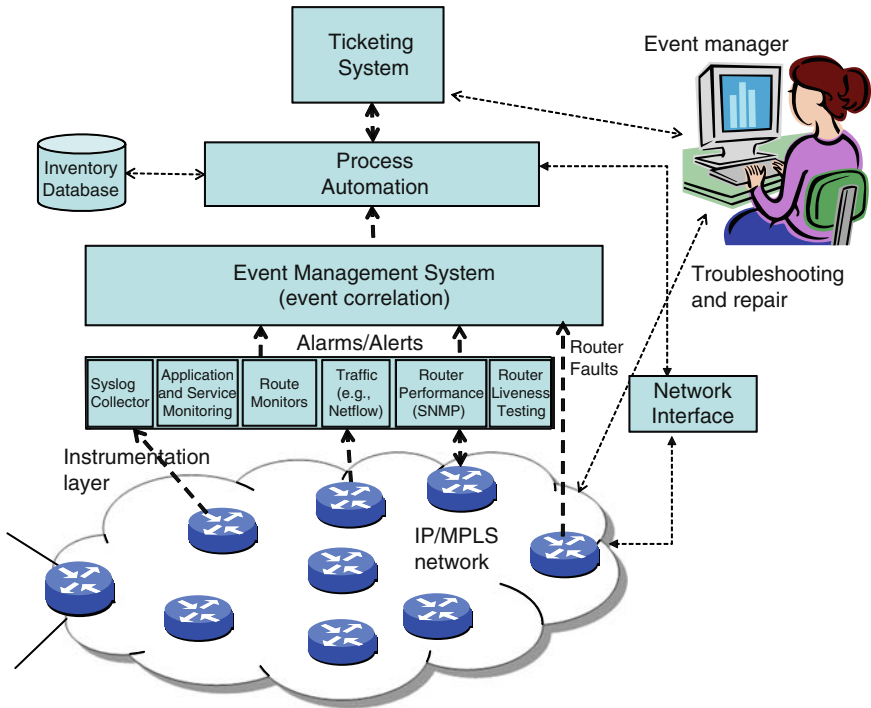 Ticketing
System
Event manager
Inventory
Database
Process
Automation
Event Management System
(event correlation)
Troubleshooting
and repair
Alarms/Alerts
Router
Faults
Syslog
Collector
Application
and Service
Monitoring
Route
Monitors
Traffic
(e.g.,
Netflow)
Router
Performance
(SNMP)
Router
Liveness
Testing
Network
Interface
Instrumentation
layer
IP/MPLS
network